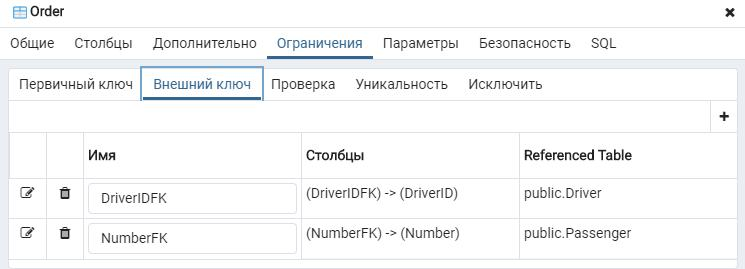 Order
Общие Столбцы Дополнительно Ограничения Параметры Безопасность SQL
Первичный ключ Внешний ключ Проверка Уникальность Исключить
Имя Столбцы Referenced Table
DriverIDFK (DriverIDFK) -> (DriverID) public.Driver
NumberFK (NumberFK) -> (Number) public.Passenger